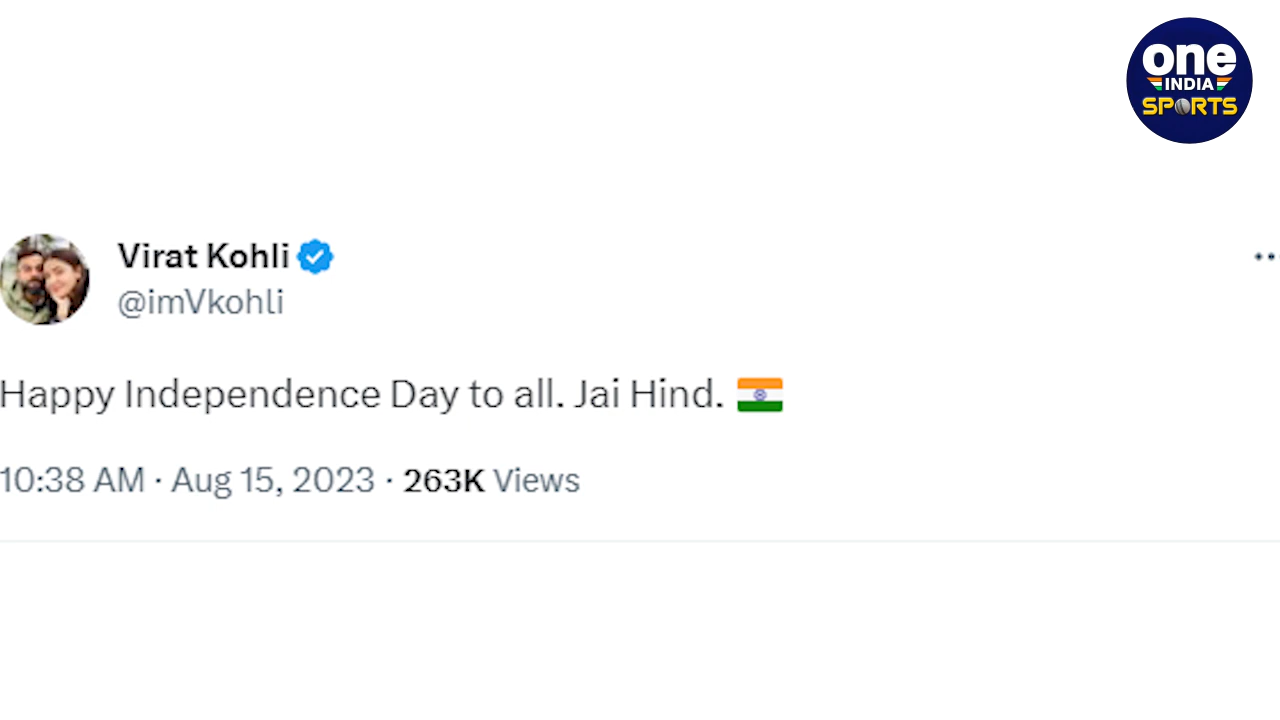 one
INDIA
SPORTS
Virat Kohli
@imVkohli
Happy Independence Day to all. Jai Hind. 🇮🇳
10:38 AM · Aug 15, 2023 · 263K Views